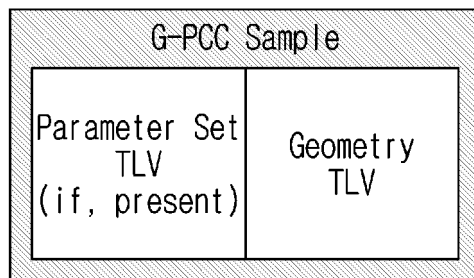 G-PCC Sample
Parameter Set
TLV
(if, present)
Geometry
TLV